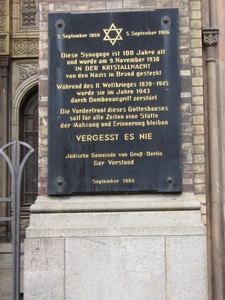 5. September 1866 5. September 1966
Diese Synagoge ist 100 Jahre alt
und wurde am 9. November 1938
IN DER KRISTALLNACHT
von den Nazis in Brand gesteckt
Während des II. Weltkrieges 1939-1945
wurde sie im Jahre 1943
durch Bombenangriff zerstört
Die Vorderfront dieses Gotteshauses
soll für alle Zeiten eine Stätte
der Mahnung und Erinnerung bleiben
VERGESST ES NIE
Jüdische Gemeinde von Groß-Berlin
Der Vorstand
September 1966